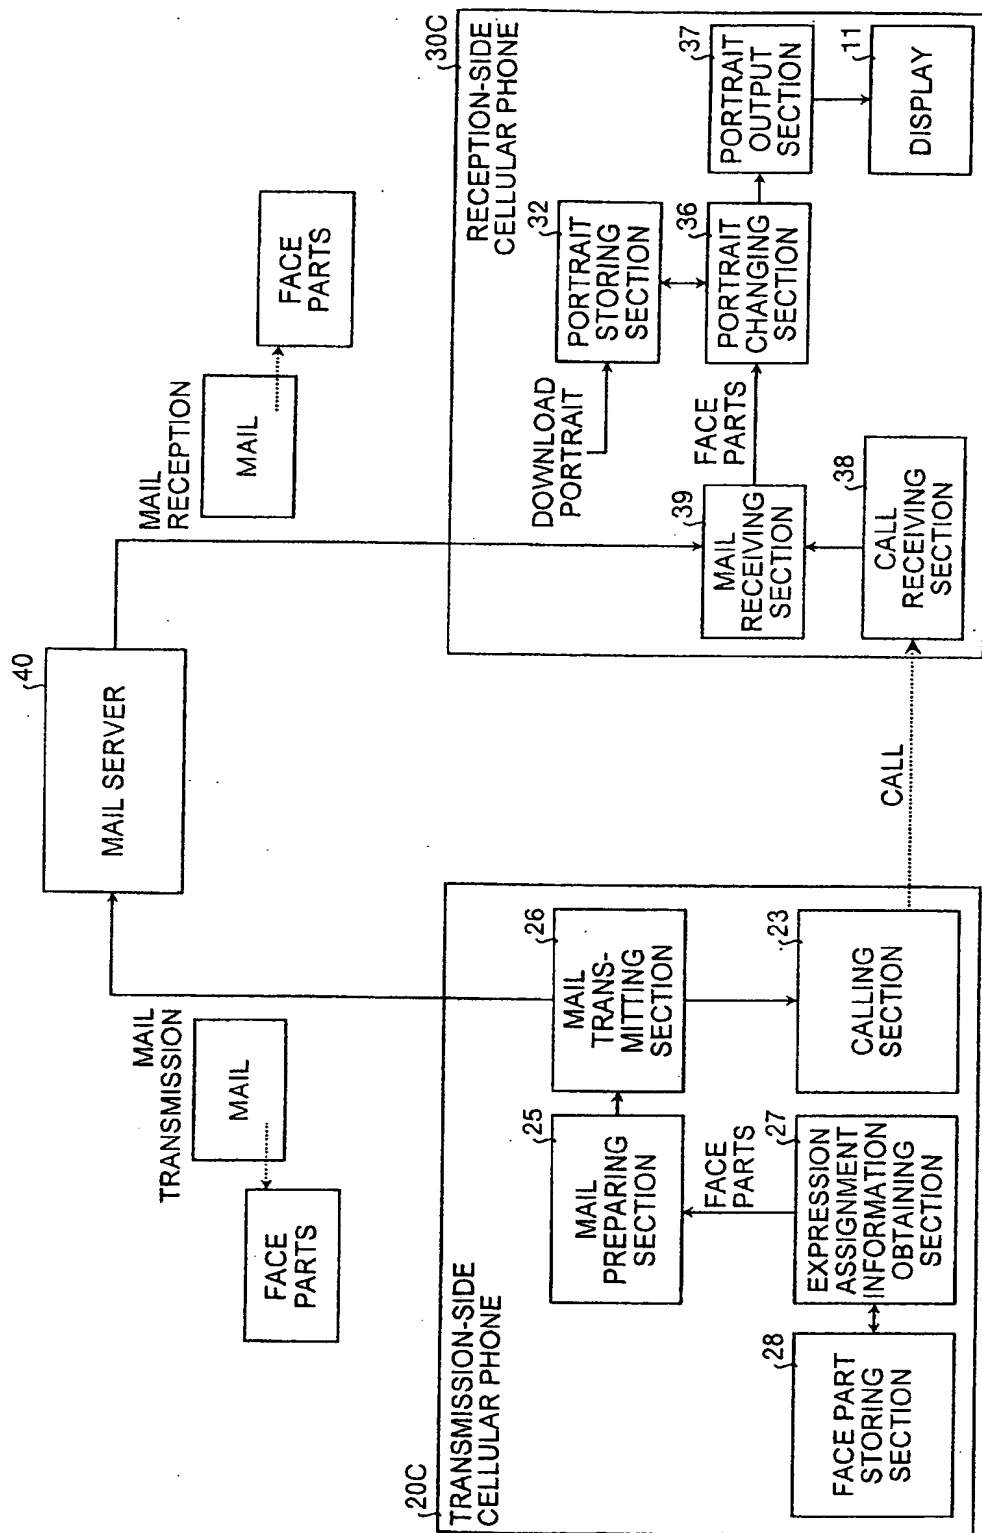 40
MAIL SERVER
MAIL
TRANSMISSION
MAIL
FACE
PARTS
MAIL
RECEPTION
MAIL
FACE
PARTS
20C
TRANSMISSION-SIDE
CELLULAR PHONE
25
MAIL
PREPARING
SECTION
26
MAIL
TRANS-
MITTING
SECTION
FACE
PARTS
28
FACE PART
STORING
SECTION
27
EXPRESSION
ASSIGNMENT
INFORMATION
OBTAINING
SECTION
23
CALLING
SECTION
CALL
30C
RECEPTION-SIDE
CELLULAR PHONE
DOWNLOAD
PORTRAIT
32
PORTRAIT
STORING
SECTION
39
MAIL
RECEIVING
SECTION
FACE
PARTS
36
PORTRAIT
CHANGING
SECTION
37
PORTRAIT
OUTPUT
SECTION
38
CALL
RECEIVING
SECTION
11
DISPLAY